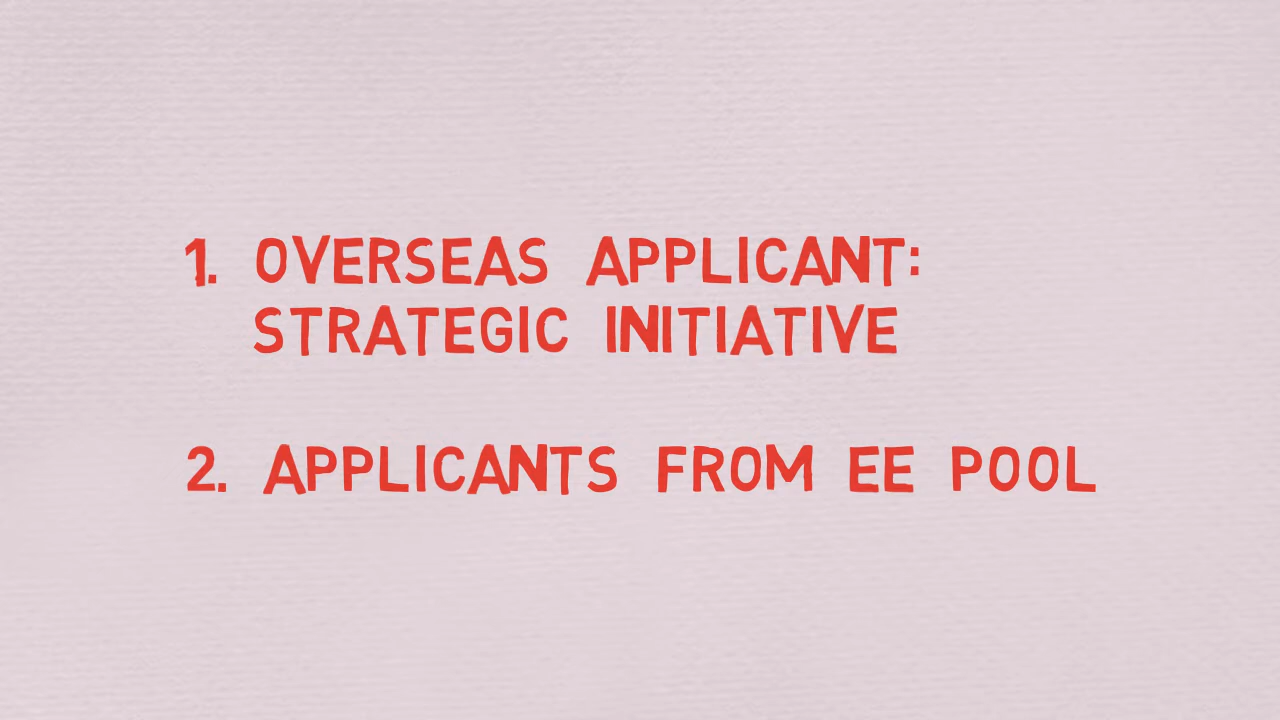 1. OVERSEAS APPLICANT:
STRATEGIC INITIATIVE
2. APPLICANTS FROM EE POOL